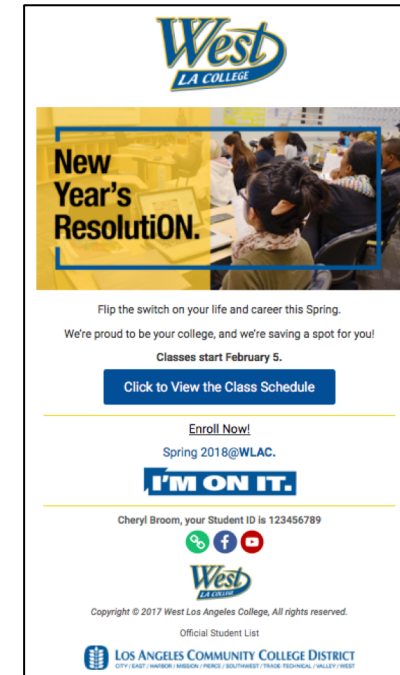 West
LA COLLEGE
New
Year's
ResolutiON.
Flip the switch on your life and career this Spring.
We're proud to be your college, and we're saving a spot for you!
Classes start February 5.
Click to View the Class Schedule
Enroll Now!
Spring 2018@WLAC.
I'M ON IT.
Cheryl Broom, your Student ID is 123456789
West
LA COLLEGE
Copyright © 2017 West Los Angeles College, All rights reserved.
Official Student List
LOS ANGELES COMMUNITY COLLEGE DISTRICT
CITY / EAST / HARBOR / MISSION / PIERCE / SOUTHWEST / TRADE-TECHNICAL / VALLEY / WEST